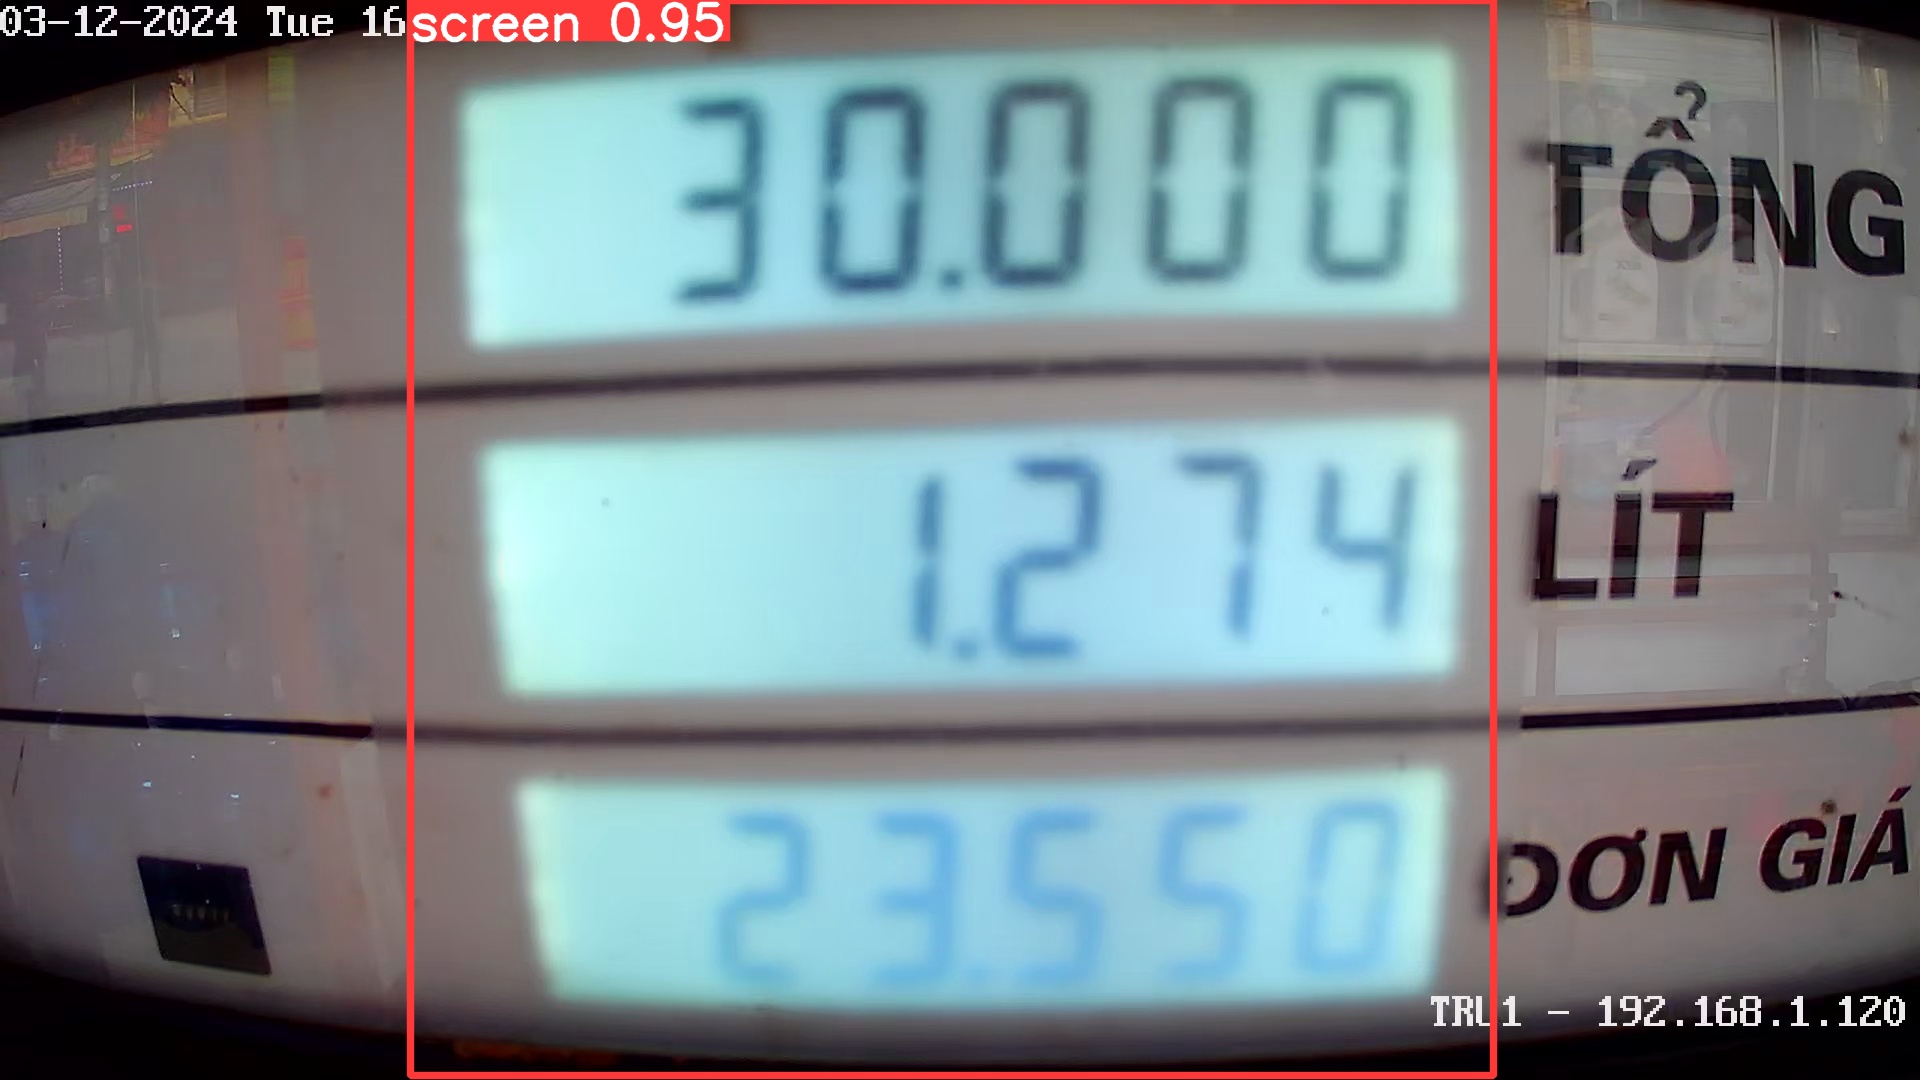 03-12-2024 Tue 16
screen 0.95
30.000
TỔNG
1.274
LÍT
23.550
ĐƠN GIÁ
TRL1 - 192.168.1.120